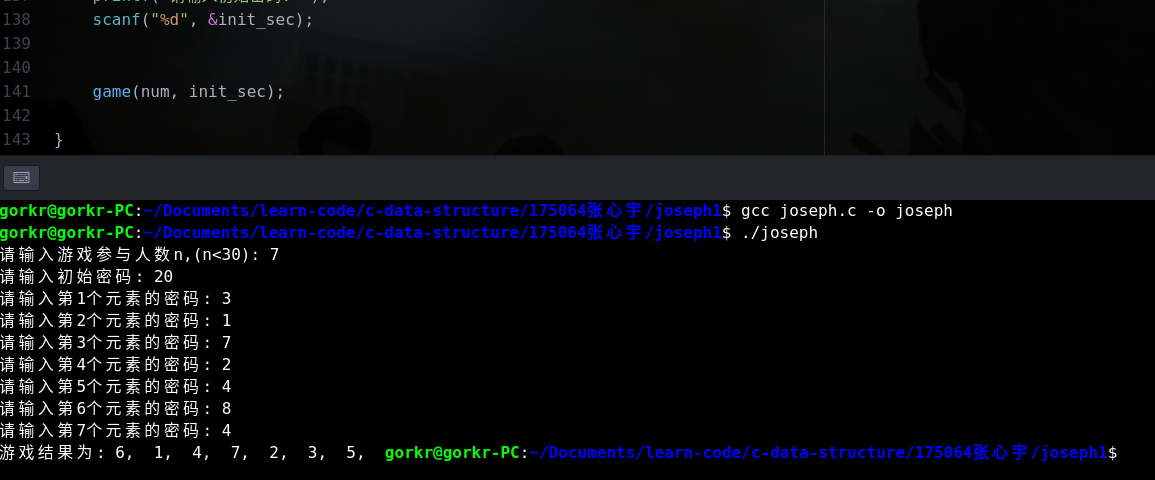 138 scanf("%d", &init_sec);
139
140
141 game(num, init_sec);
142
143 }
gorkr@gorkr-PC:~/Documents/learn-code/c-data-structure/175064张心宇/joseph1$ gcc joseph.c -o joseph
gorkr@gorkr-PC:~/Documents/learn-code/c-data-structure/175064张心宇/joseph1$ ./joseph
请输入游戏参与人数n,(n<30): 7
请输入初始密码: 20
请输入第1个元素的密码: 3
请输入第2个元素的密码: 1
请输入第3个元素的密码: 7
请输入第4个元素的密码: 2
请输入第5个元素的密码: 4
请输入第6个元素的密码: 8
请输入第7个元素的密码: 4
游戏结果为: 6, 1, 4, 7, 2, 3, 5, gorkr@gorkr-PC:~/Documents/learn-code/c-data-structure/175064张心宇/joseph1$